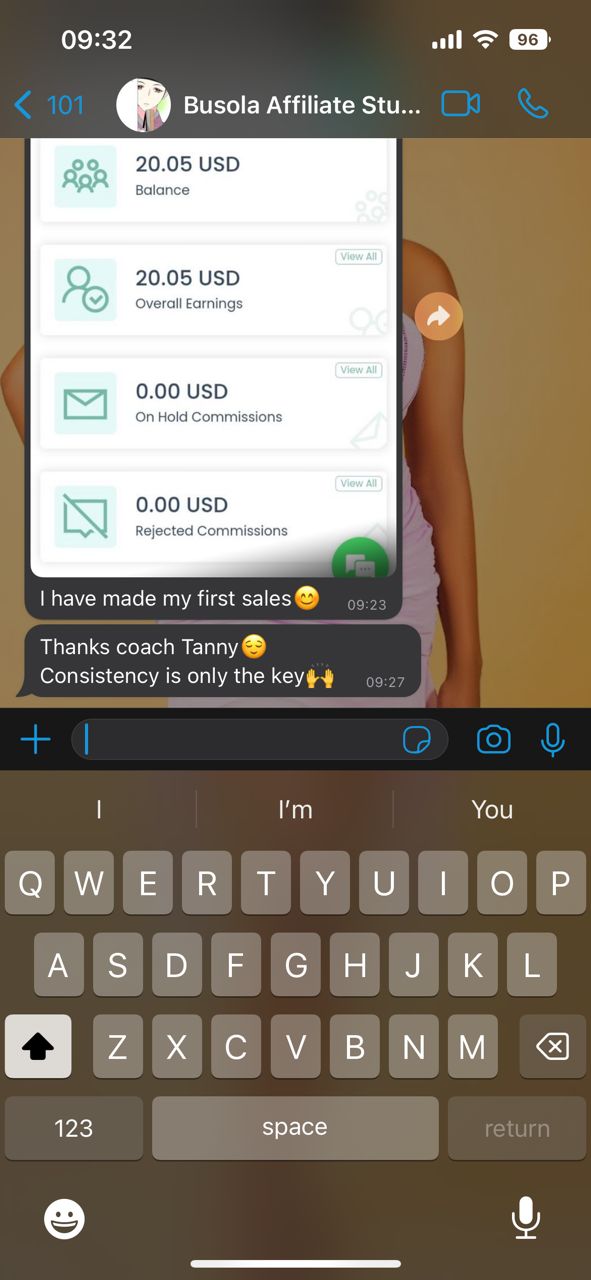 09:32
96
101
Busola Affiliate Stu...
20.05 USD
Balance
View All
20.05 USD
Overall Earnings
View All
0.00 USD
On Hold Commissions
View All
0.00 USD
Rejected Commissions
I have made my first sales😊
09:23
Thanks coach Tanny😌
Consistency is only the key🙌
09:27
I I’m You
Q W E R T Y U I O P
A S D F G H J K L
Z X C V B N M
123 space return